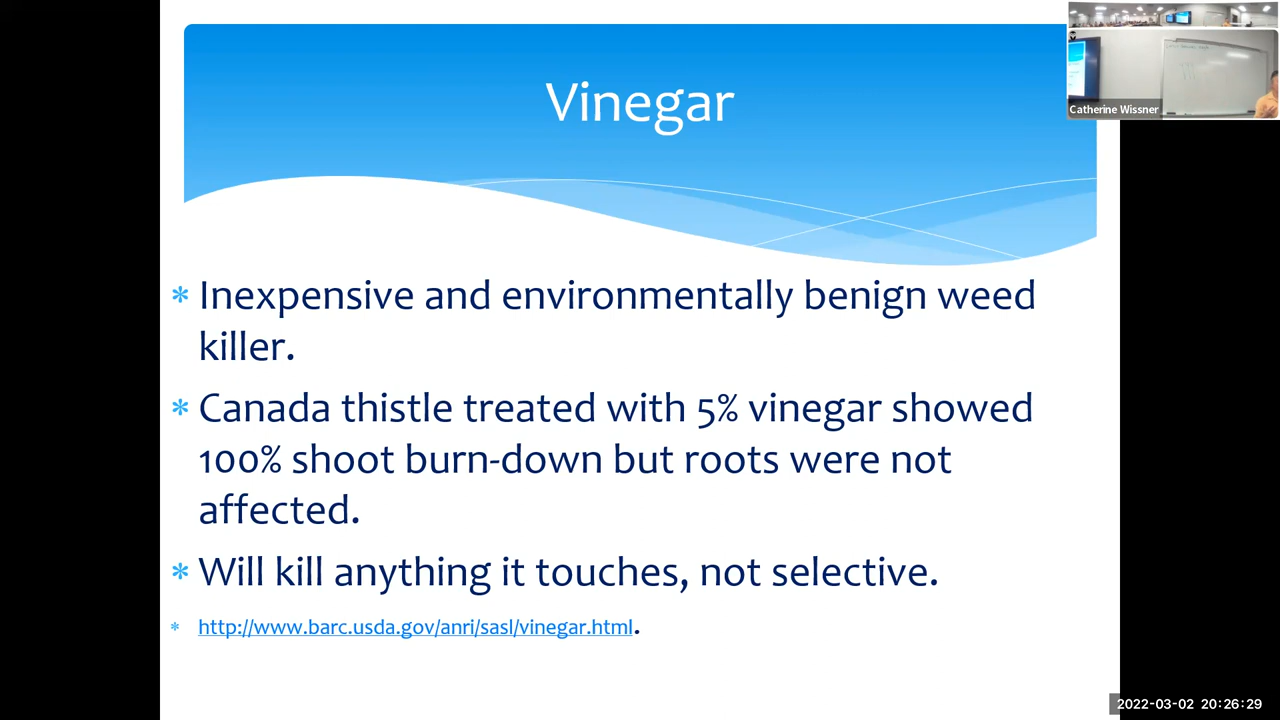 Vinegar
Catherine Wissner
* Inexpensive and environmentally benign weed
killer.
* Canada thistle treated with 5% vinegar showed
100% shoot burn-down but roots were not
affected.
* Will kill anything it touches, not selective.
* http://www.barc.usda.gov/anri/sasl/vinegar.html.
2022-03-02 20:26:29